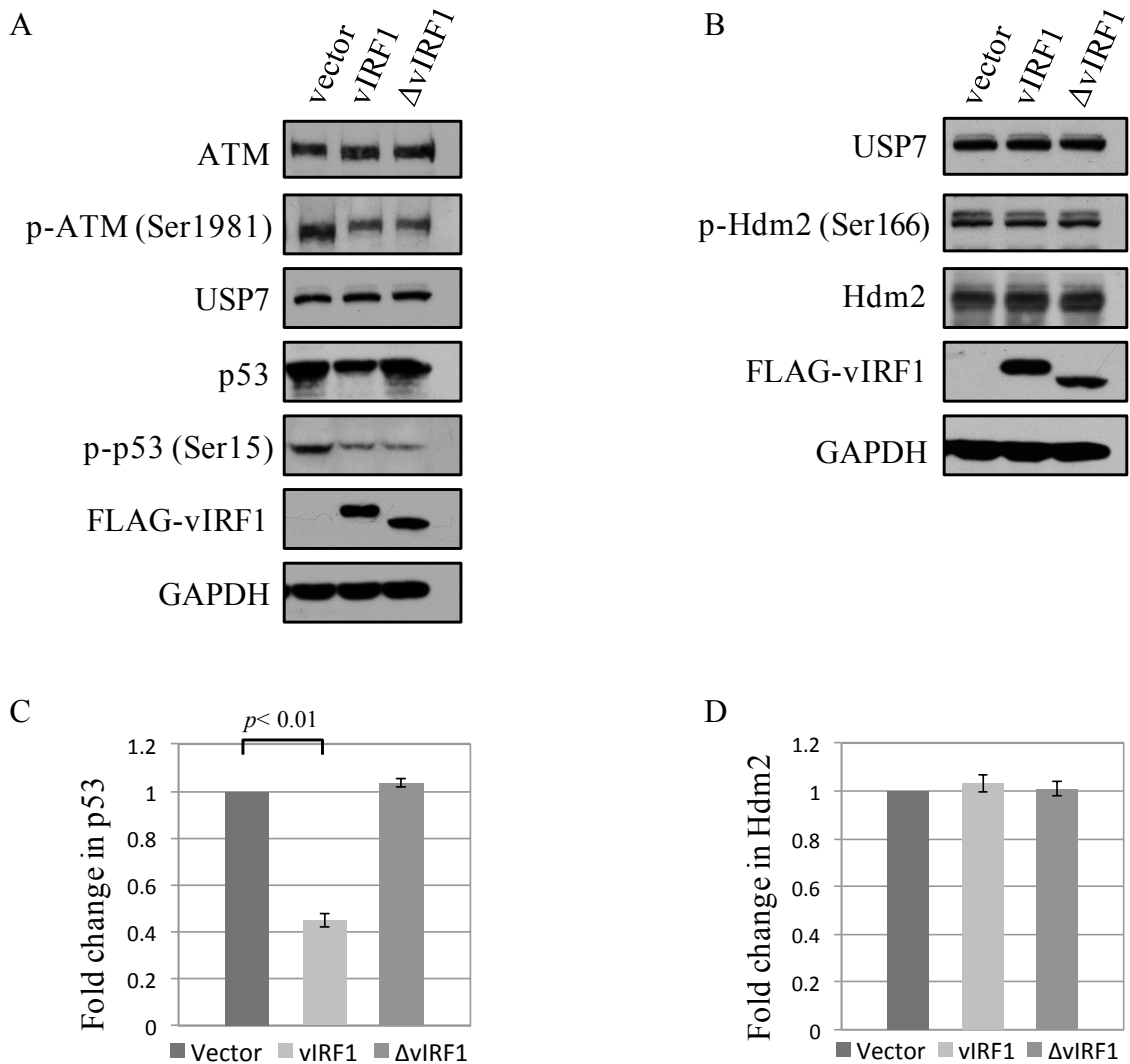 A
vector
vIRF1
ΔvIRF1
ATM
p-ATM (Ser1981)
USP7
p53
p-p53 (Ser15)
FLAG-vIRF1
GAPDH
B
vector
vIRF1
ΔvIRF1
USP7
p-Hdm2 (Ser166)
Hdm2
FLAG-vIRF1
GAPDH
C
p< 0.01
Fold change in p53
1.2
1
0.8
0.6
0.4
0.2
0
Vector vIRF1 ΔvIRF1
D
Fold change in Hdm2
1.2
1
0.8
0.6
0.4
0.2
0
Vector vIRF1 ΔvIRF1